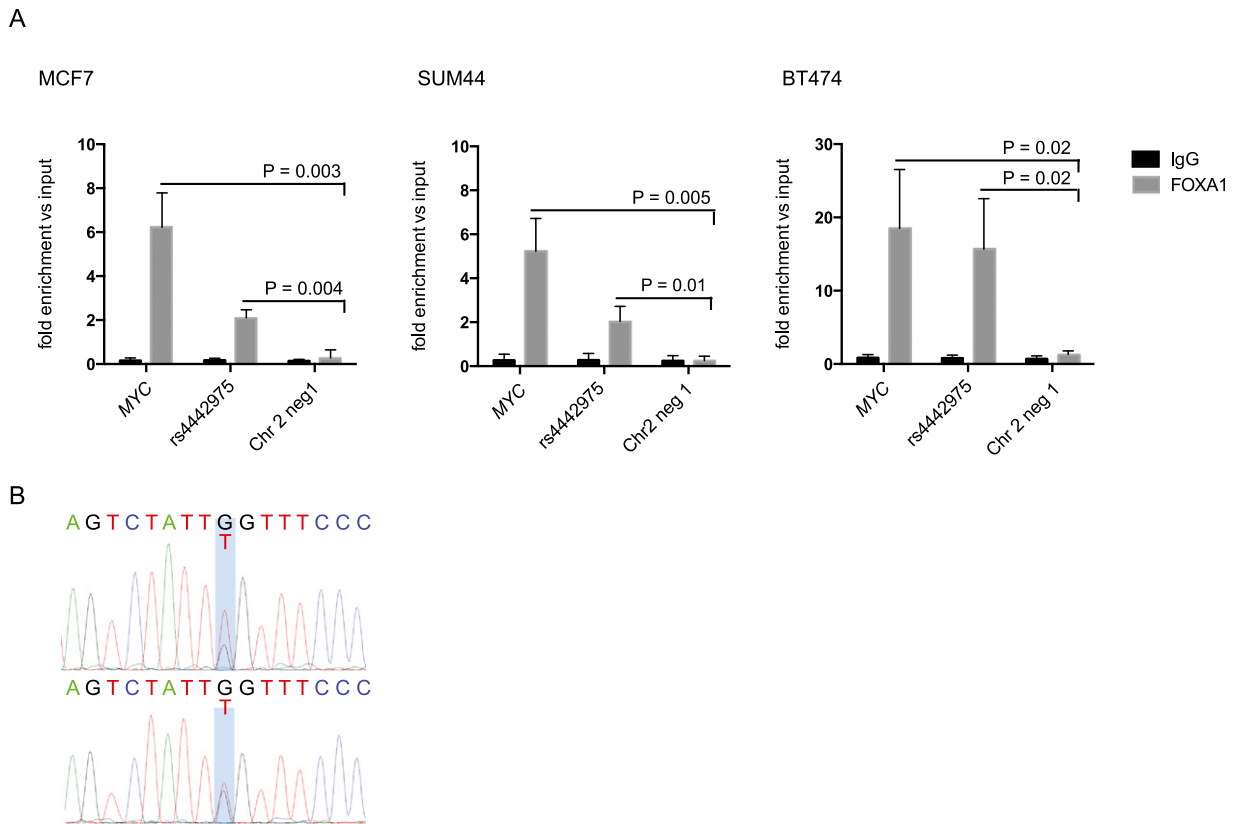 A
MCF7
fold enrichment vs input
10
8
6
4
2
0
P = 0.003
P = 0.004
MYC
rs4442975
Chr 2 neg1
SUM44
fold enrichment vs input
10
8
6
4
2
0
P = 0.005
P = 0.01
MYC
rs4442975
Chr2 neg 1
BT474
fold enrichment vs input
30
20
10
0
P = 0.02
P = 0.02
MYC
rs4442975
Chr 2 neg 1
IgG
FOXA1
B
A G T C T A T T G G T T T C C C
T
A G T C T A T T G G T T T C C C
T